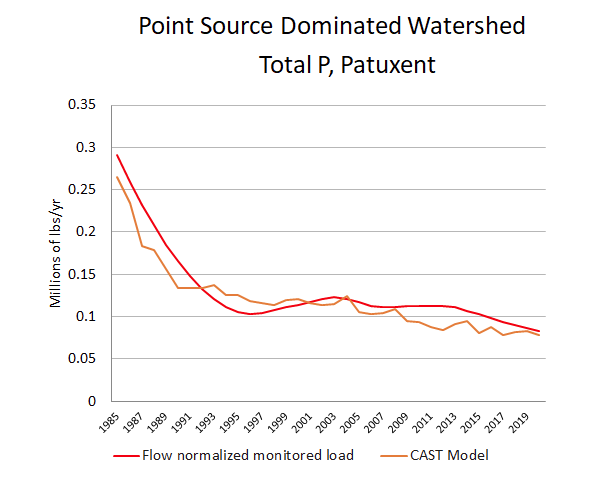 Point Source Dominated Watershed
Total P, Patuxent
Millions of lbs/yr
0.35
0.3
0.25
0.2
0.15
0.1
0.05
0
1985 1987 1989 1991 1993 1995 1997 1999 2001 2003 2005 2007 2009 2011 2013 2015 2017 2019
Flow normalized monitored load CAST Model